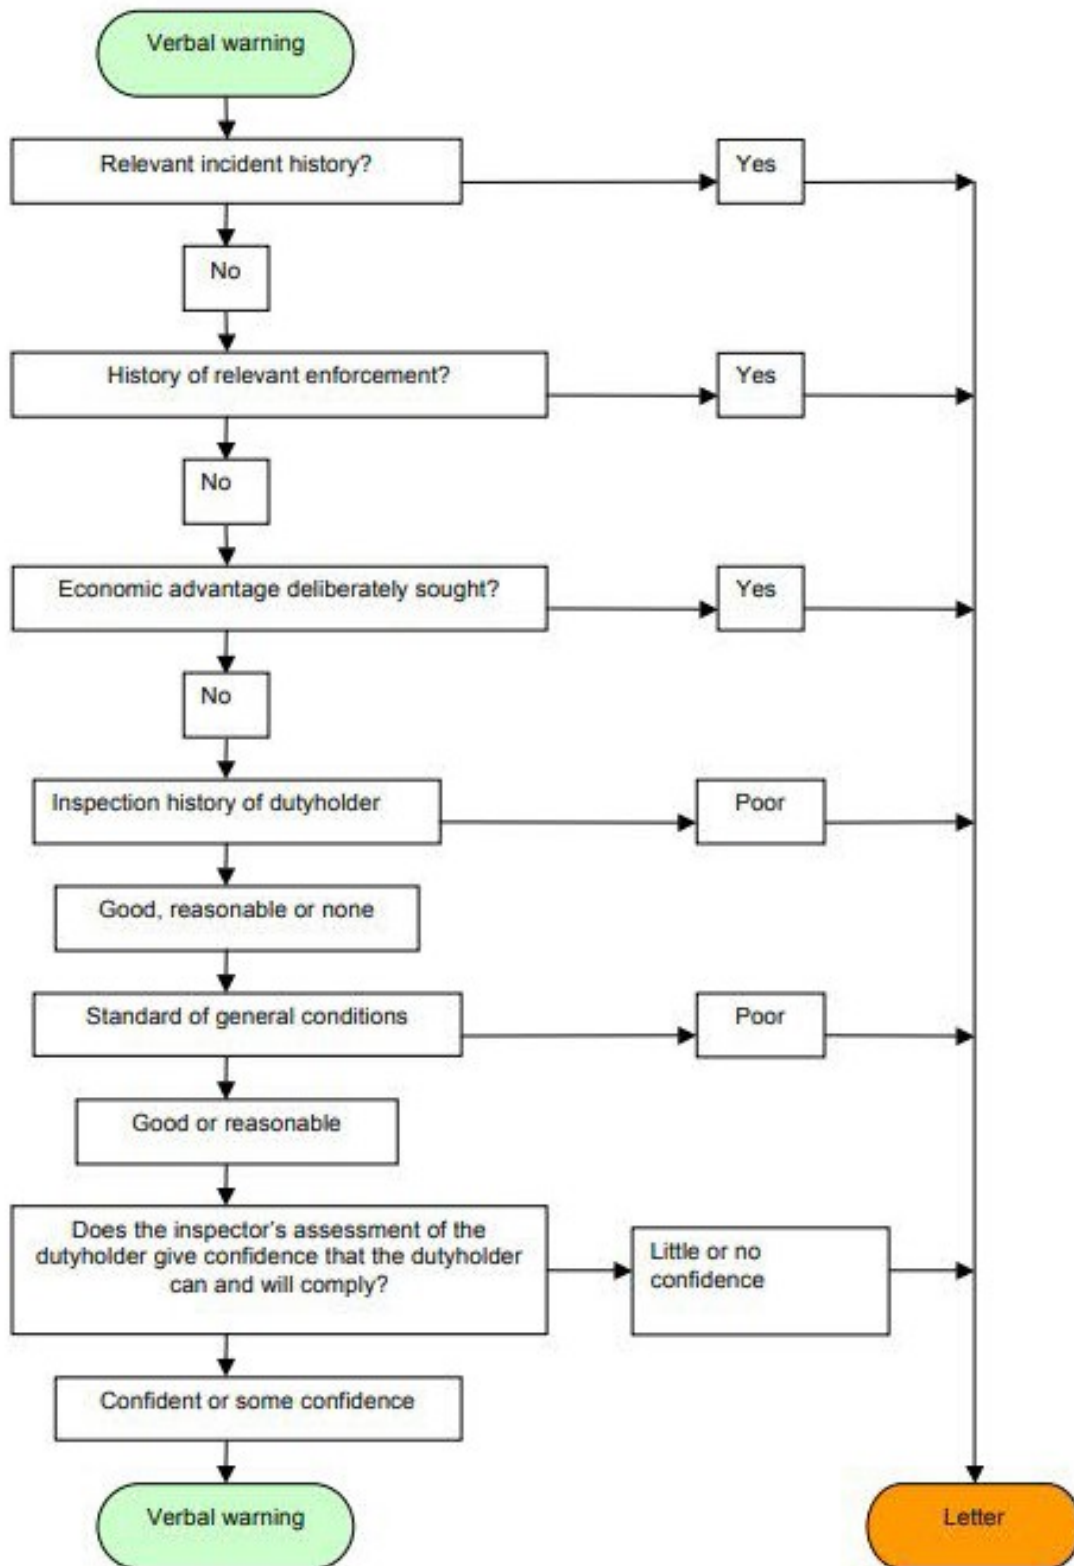 Verbal warning
Relevant incident history?
Yes
No
History of relevant enforcement?
Yes
No
Economic advantage deliberately sought?
Yes
No
Inspection history of dutyholder
Poor
Good, reasonable or none
Standard of general conditions
Poor
Good or reasonable
Does the inspector's assessment of the
dutyholder give confidence that the dutyholder
can and will comply?
Little or no
confidence
Confident or some confidence
Verbal warning
Letter